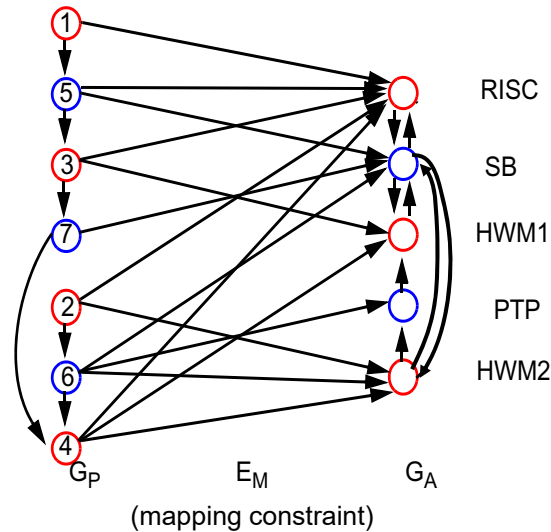 1
RISC
5
3
SB
7
HWM1
2
PTP
6
HWM2
4
GP EM GA
(mapping constraint)